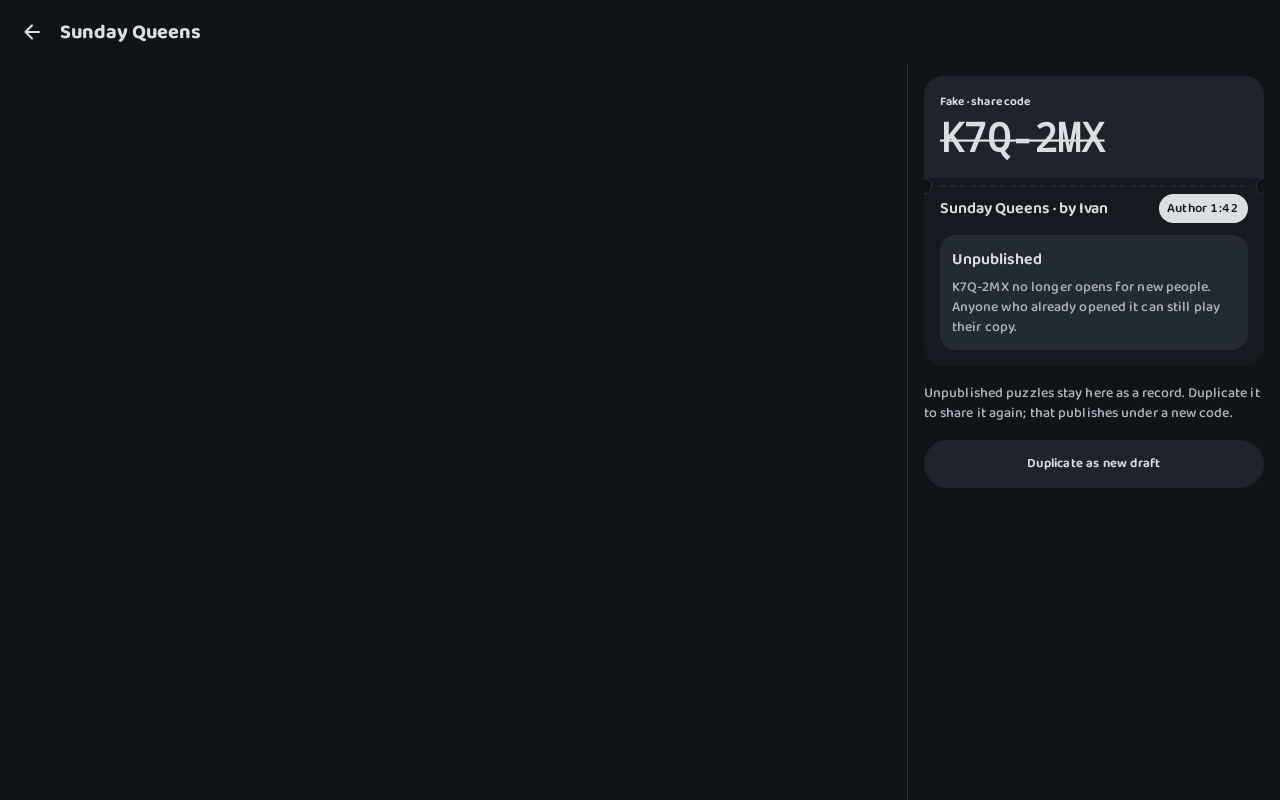 Sunday Queens
Fake · share code
K7Q-2MX
Sunday Queens · by Ivan
Author 1:42
Unpublished
K7Q-2MX no longer opens for new people.
Anyone who already opened it can still play
their copy.
Unpublished puzzles stay here as a record. Duplicate it
to share it again; that publishes under a new code.
Duplicate as new draft